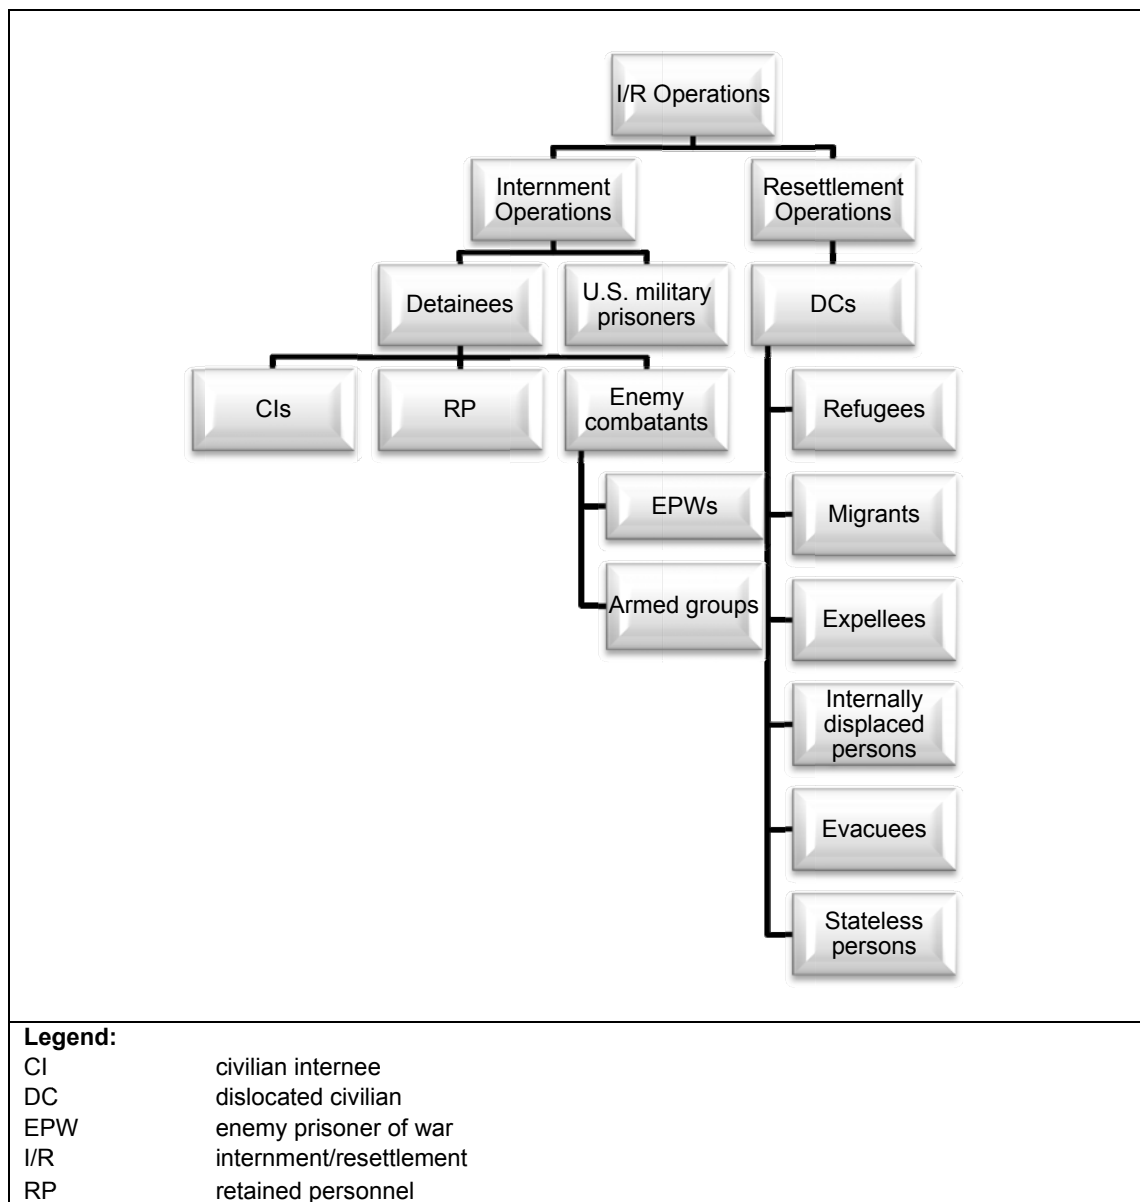 I/R Operations
Internment
Operations
Resettlement
Operations
Detainees
U.S. military
prisoners
DCs
CIs
RP
Enemy
combatants
Refugees
EPWs
Migrants
Armed groups
Expellees
Internally
displaced
persons
Evacuees
Stateless
persons
Legend:
CI civilian internee
DC dislocated civilian
EPW enemy prisoner of war
I/R internment/resettlement
RP retained personnel